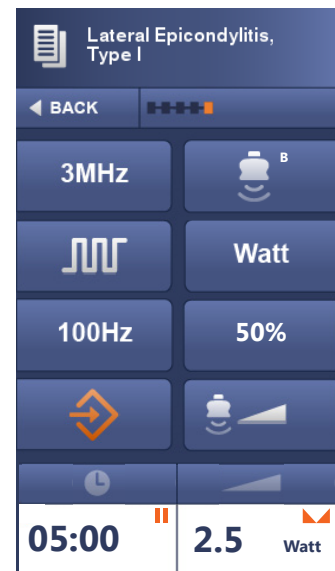 Lateral Epicondylitis,
Type I
BACK
3MHz
B
Watt
100Hz
50%
05:00
2.5 Watt